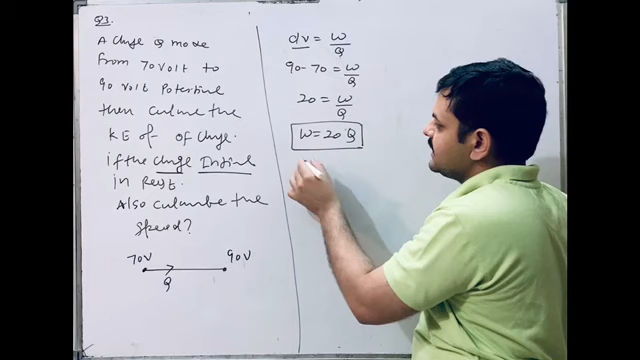 Q3.
A Charge Q move
from 70 volt to
90 volt Potential
then calculate the
KE of of Charge.
if the Charge Initial
in Rest.
Also calculate the
speed?
70V 90V
Q
dv = W/Q
90-70 = W/Q
20 = W/Q
W = 20 Q